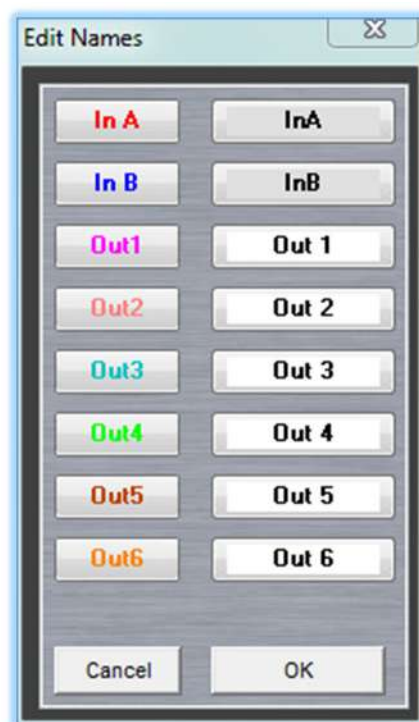 Edit Names
In A InA
In B InB
Out1 Out 1
Out2 Out 2
Out3 Out 3
Out4 Out 4
Out5 Out 5
Out6 Out 6
Cancel OK